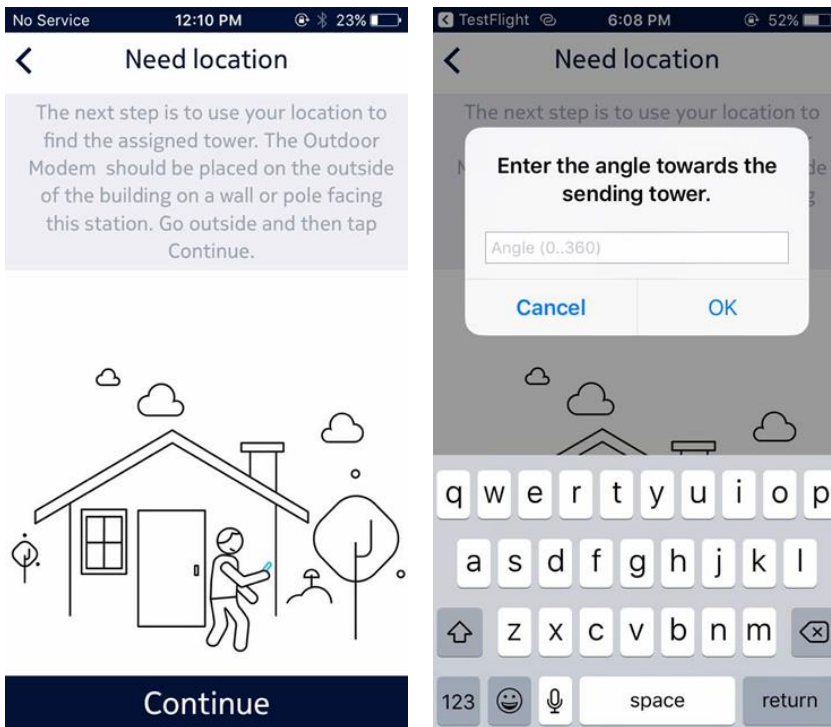 No Service 12:10 PM 23%
Need location
The next step is to use your location to
find the assigned tower. The Outdoor
Modem should be placed on the outside
of the building on a wall or pole facing
this station. Go outside and then tap
Continue.
Continue
TestFlight 6:08 PM 52%
Need location
The next step is to use your location to
Enter the angle towards the
sending tower.
Angle (0..360)
Cancel OK
q w e r t y u i o p
a s d f g h j k l
z x c v b n m
123 space return